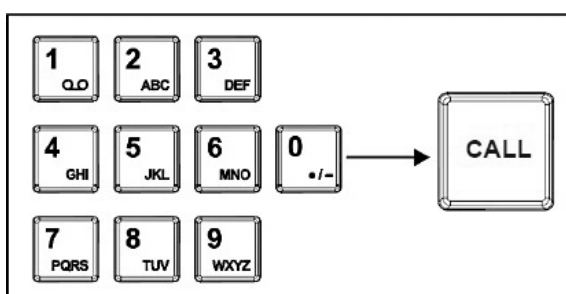 1 2 3
ABC DEF
4 5 6 0 CALL
GHI JKL MNO •/–
7 8 9
PQRS TUV WXYZ